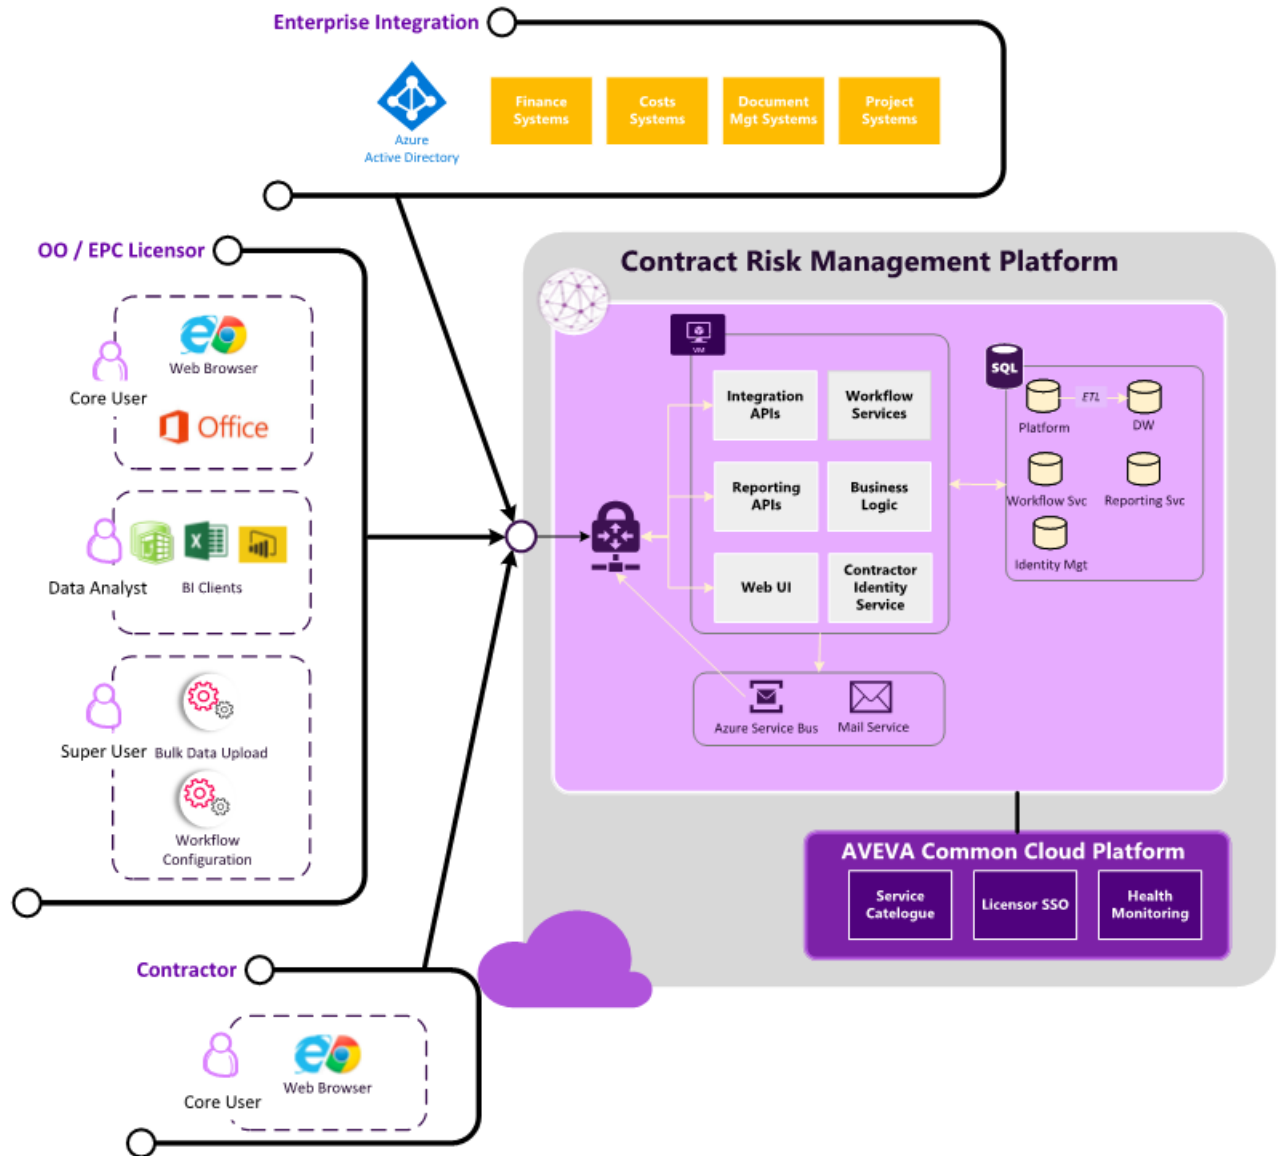 Enterprise Integration
Azure
Active Directory
Finance
Systems
Costs
Systems
Document
Mgt Systems
Project
Systems
OO / EPC Licensor
Web Browser
Core User
Office
Data Analyst
BI Clients
Super User
Bulk Data Upload
Workflow
Configuration
Contractor
Web Browser
Core User
Contract Risk Management Platform
VM
Integration
APIs
Workflow
Services
Reporting
APIs
Business
Logic
Web UI
Contractor
Identity
Service
SQL
Platform
ETL
DW
Workflow Svc
Reporting Svc
Identity Mgt
Azure Service Bus
Mail Service
AVEVA Common Cloud Platform
Service
Catelogue
Licensor SSO
Health
Monitoring